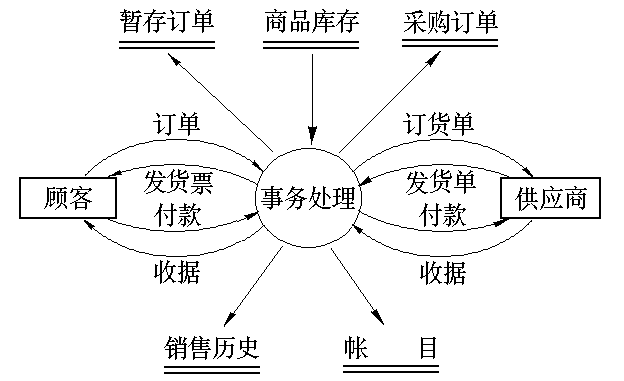 暂存订单
商品库存
采购订单
订单
订货单
发货票
发货单
顾客
事务处理
供应商
付款
付款
收据
收据
销售历史
帐 目